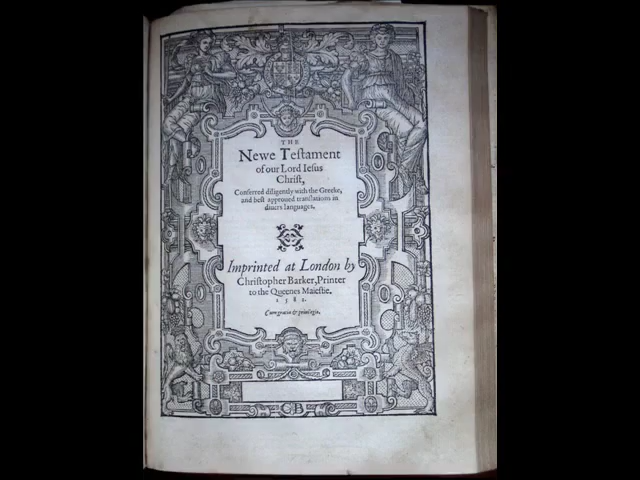 THE
Newe Testament
of our Lord Iesus
Christ,
Conferred diligently with the Greeke,
and best approued translations in
diuers languages.
Imprinted at London by
Christopher Barker, Printer
to the Queenes Maiestie.
1582.
Cum gratia & priuilegio.
CB